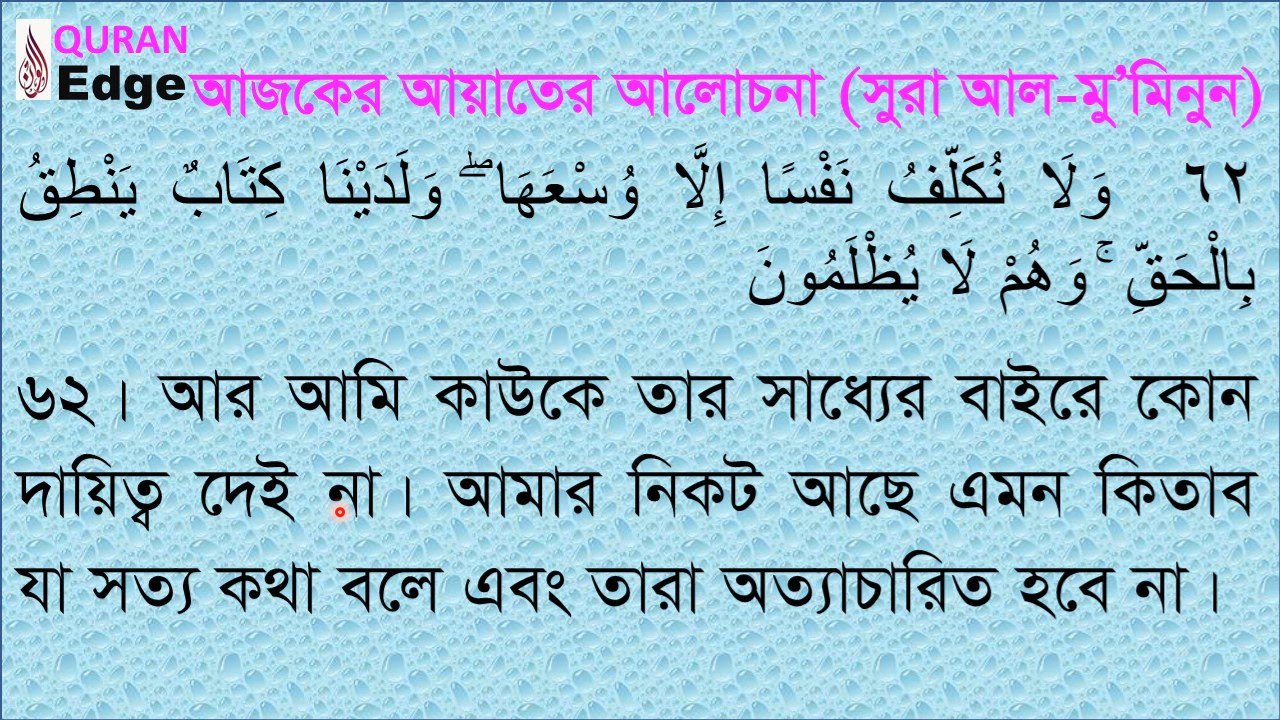 QURAN
Edge
আজকের আয়াতের আলোচনা (সুরা আল-মু’মিনুন)
٦٢ وَلَا نُكَلِّفُ نَفْسًا إِلَّا وُسْعَهَا ۖ وَلَدَيْنَا كِتَابٌ يَنْطِقُ
بِالْحَقِّ ۚ وَهُمْ لَا يُظْلَمُونَ
৬২। আর আমি কাউকে তার সাধ্যের বাইরে কোন
দায়িত্ব দেই না। আমার নিকট আছে এমন কিতাব
যা সত্য কথা বলে এবং তারা অত্যাচারিত হবে না।